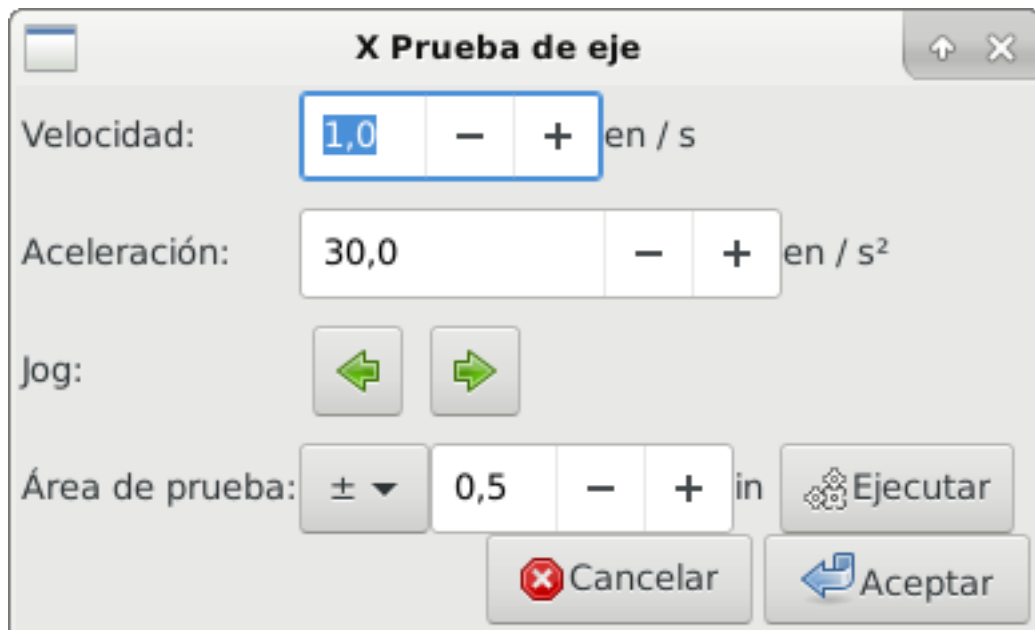 X Prueba de eje
Velocidad: 1,0 − + en / s
Aceleración: 30,0 − + en / s²
Jog:
Área de prueba: ± 0,5 − + in Ejecutar
Cancelar Aceptar